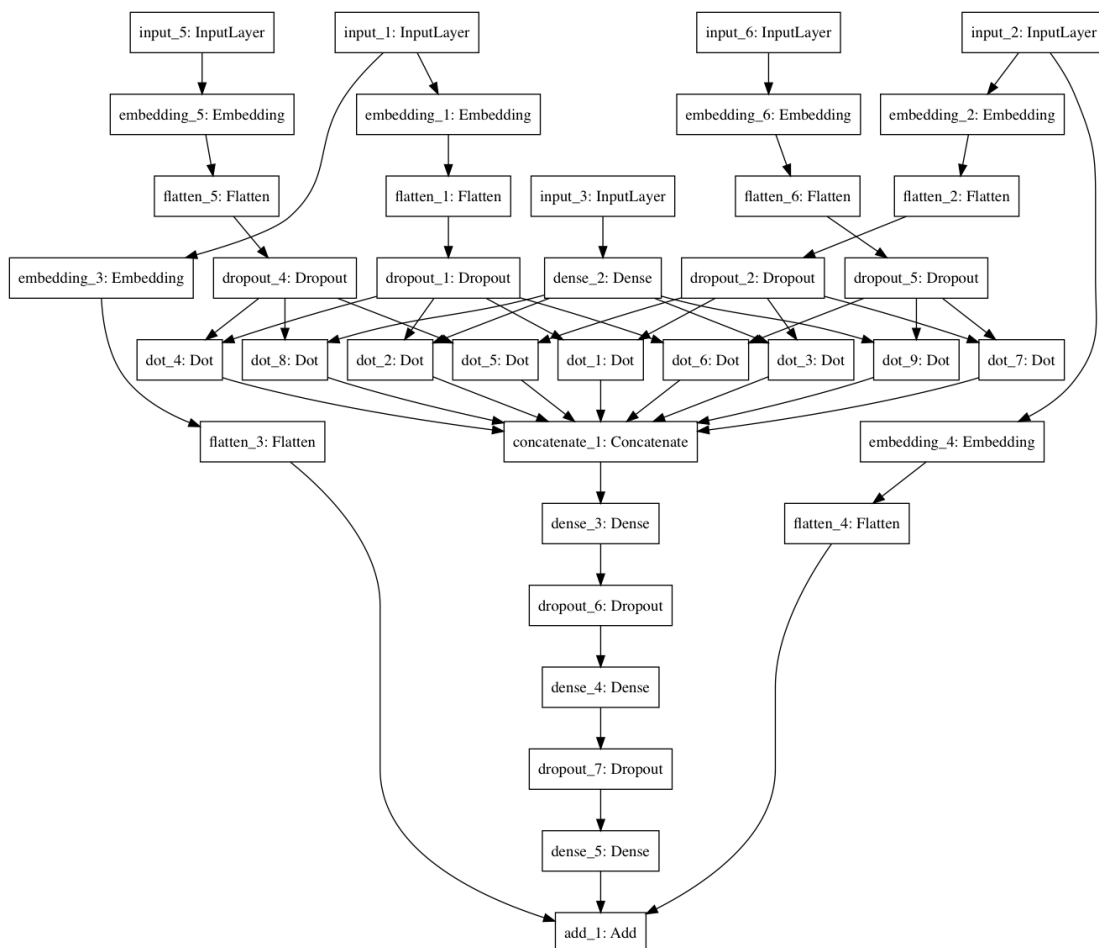 input_5: InputLayer
input_1: InputLayer
input_6: InputLayer
input_2: InputLayer
embedding_5: Embedding
embedding_1: Embedding
embedding_6: Embedding
embedding_2: Embedding
flatten_5: Flatten
flatten_1: Flatten
input_3: InputLayer
flatten_6: Flatten
flatten_2: Flatten
embedding_3: Embedding
dropout_4: Dropout
dropout_1: Dropout
dense_2: Dense
dropout_2: Dropout
dropout_5: Dropout
dot_4: Dot
dot_8: Dot
dot_2: Dot
dot_5: Dot
dot_1: Dot
dot_6: Dot
dot_3: Dot
dot_9: Dot
dot_7: Dot
flatten_3: Flatten
concatenate_1: Concatenate
embedding_4: Embedding
dense_3: Dense
flatten_4: Flatten
dropout_6: Dropout
dense_4: Dense
dropout_7: Dropout
dense_5: Dense
add_1: Add